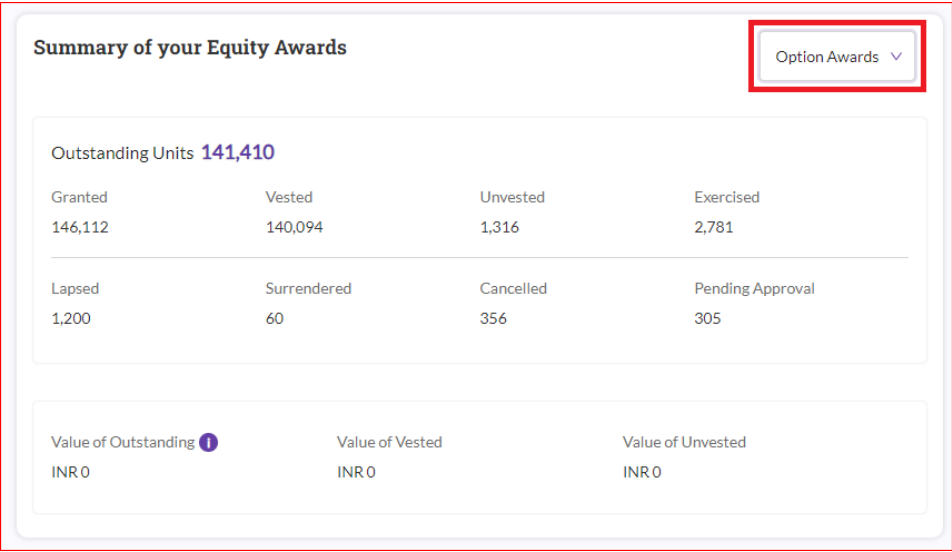 Summary of your Equity Awards
Option Awards
Outstanding Units 141,410
Granted Vested Unvested Exercised
146,112 140,094 1,316 2,781
Lapsed Surrendered Cancelled Pending Approval
1,200 60 356 305
Value of Outstanding Value of Vested Value of Unvested
INR 0 INR 0 INR 0